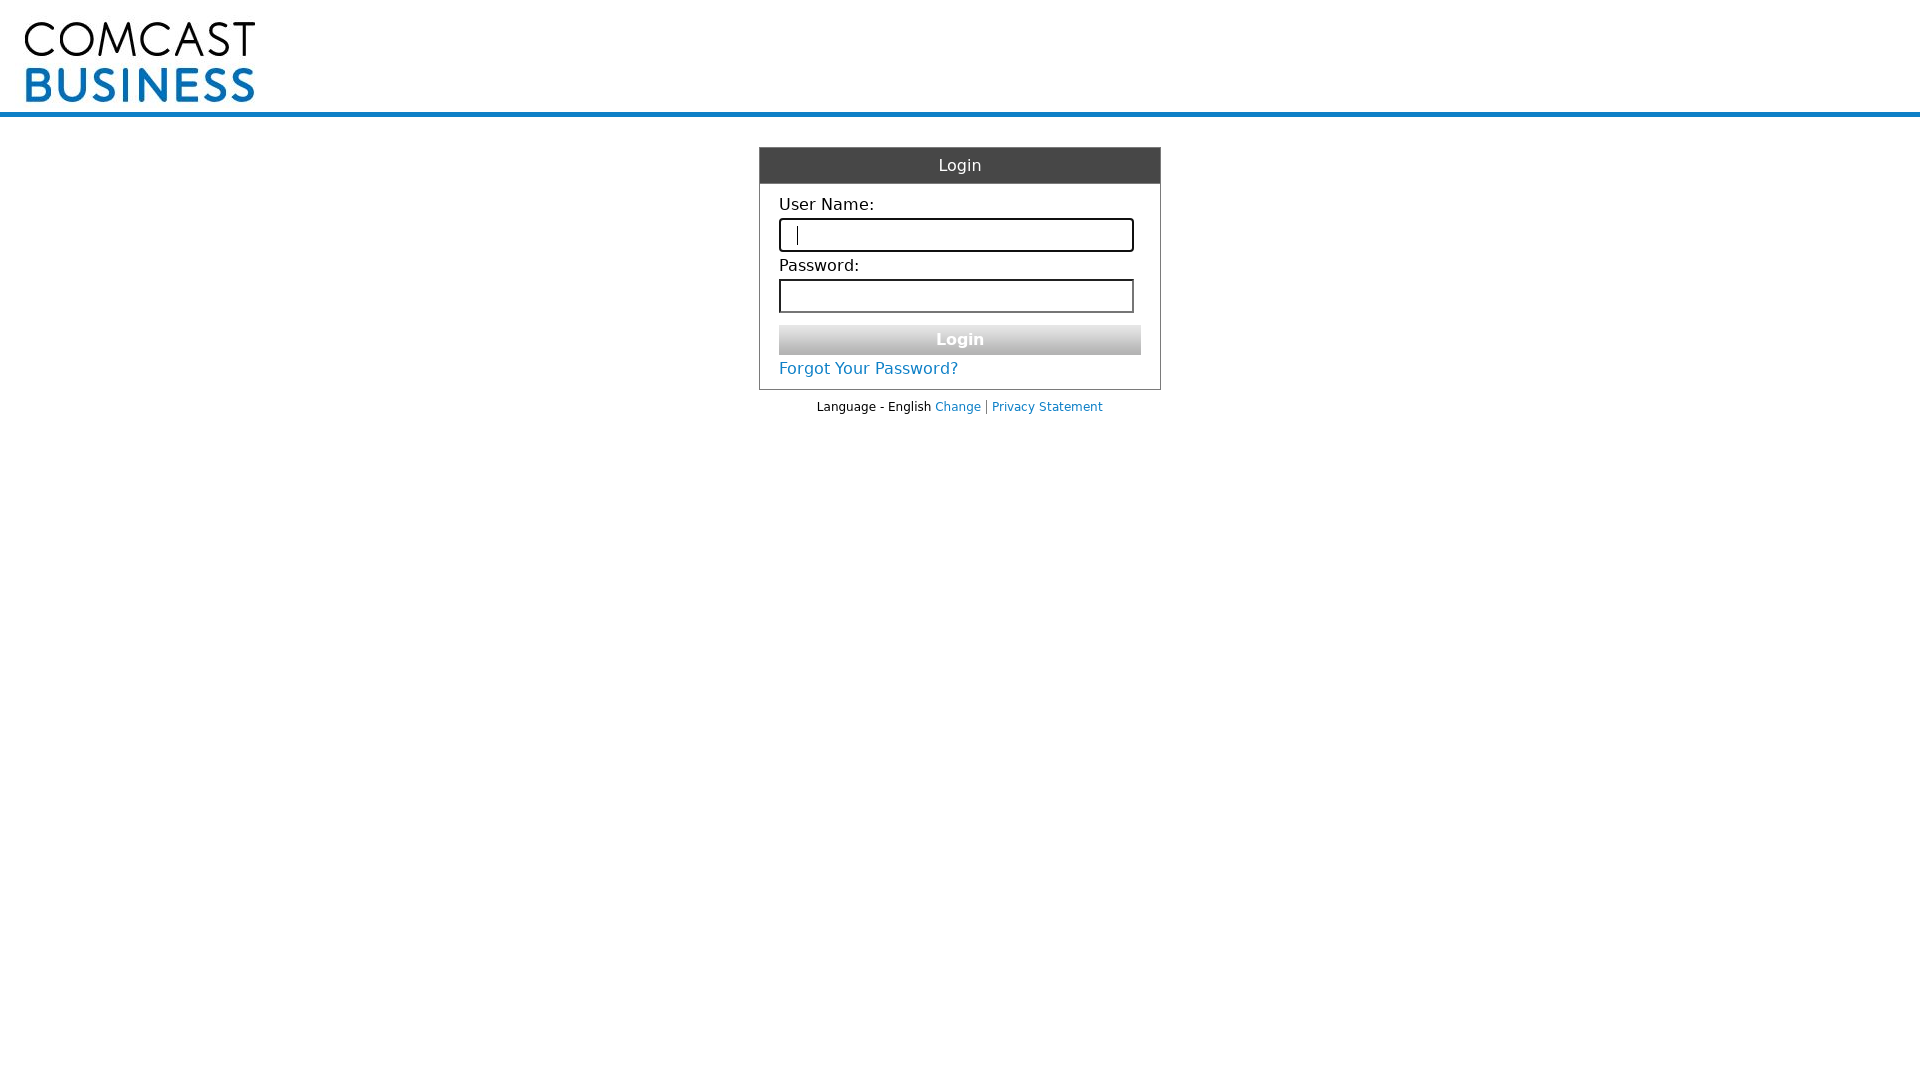 COMCAST
BUSINESS
Login
User Name:
Password:
Login
Forgot Your Password?
Language - English Change | Privacy Statement